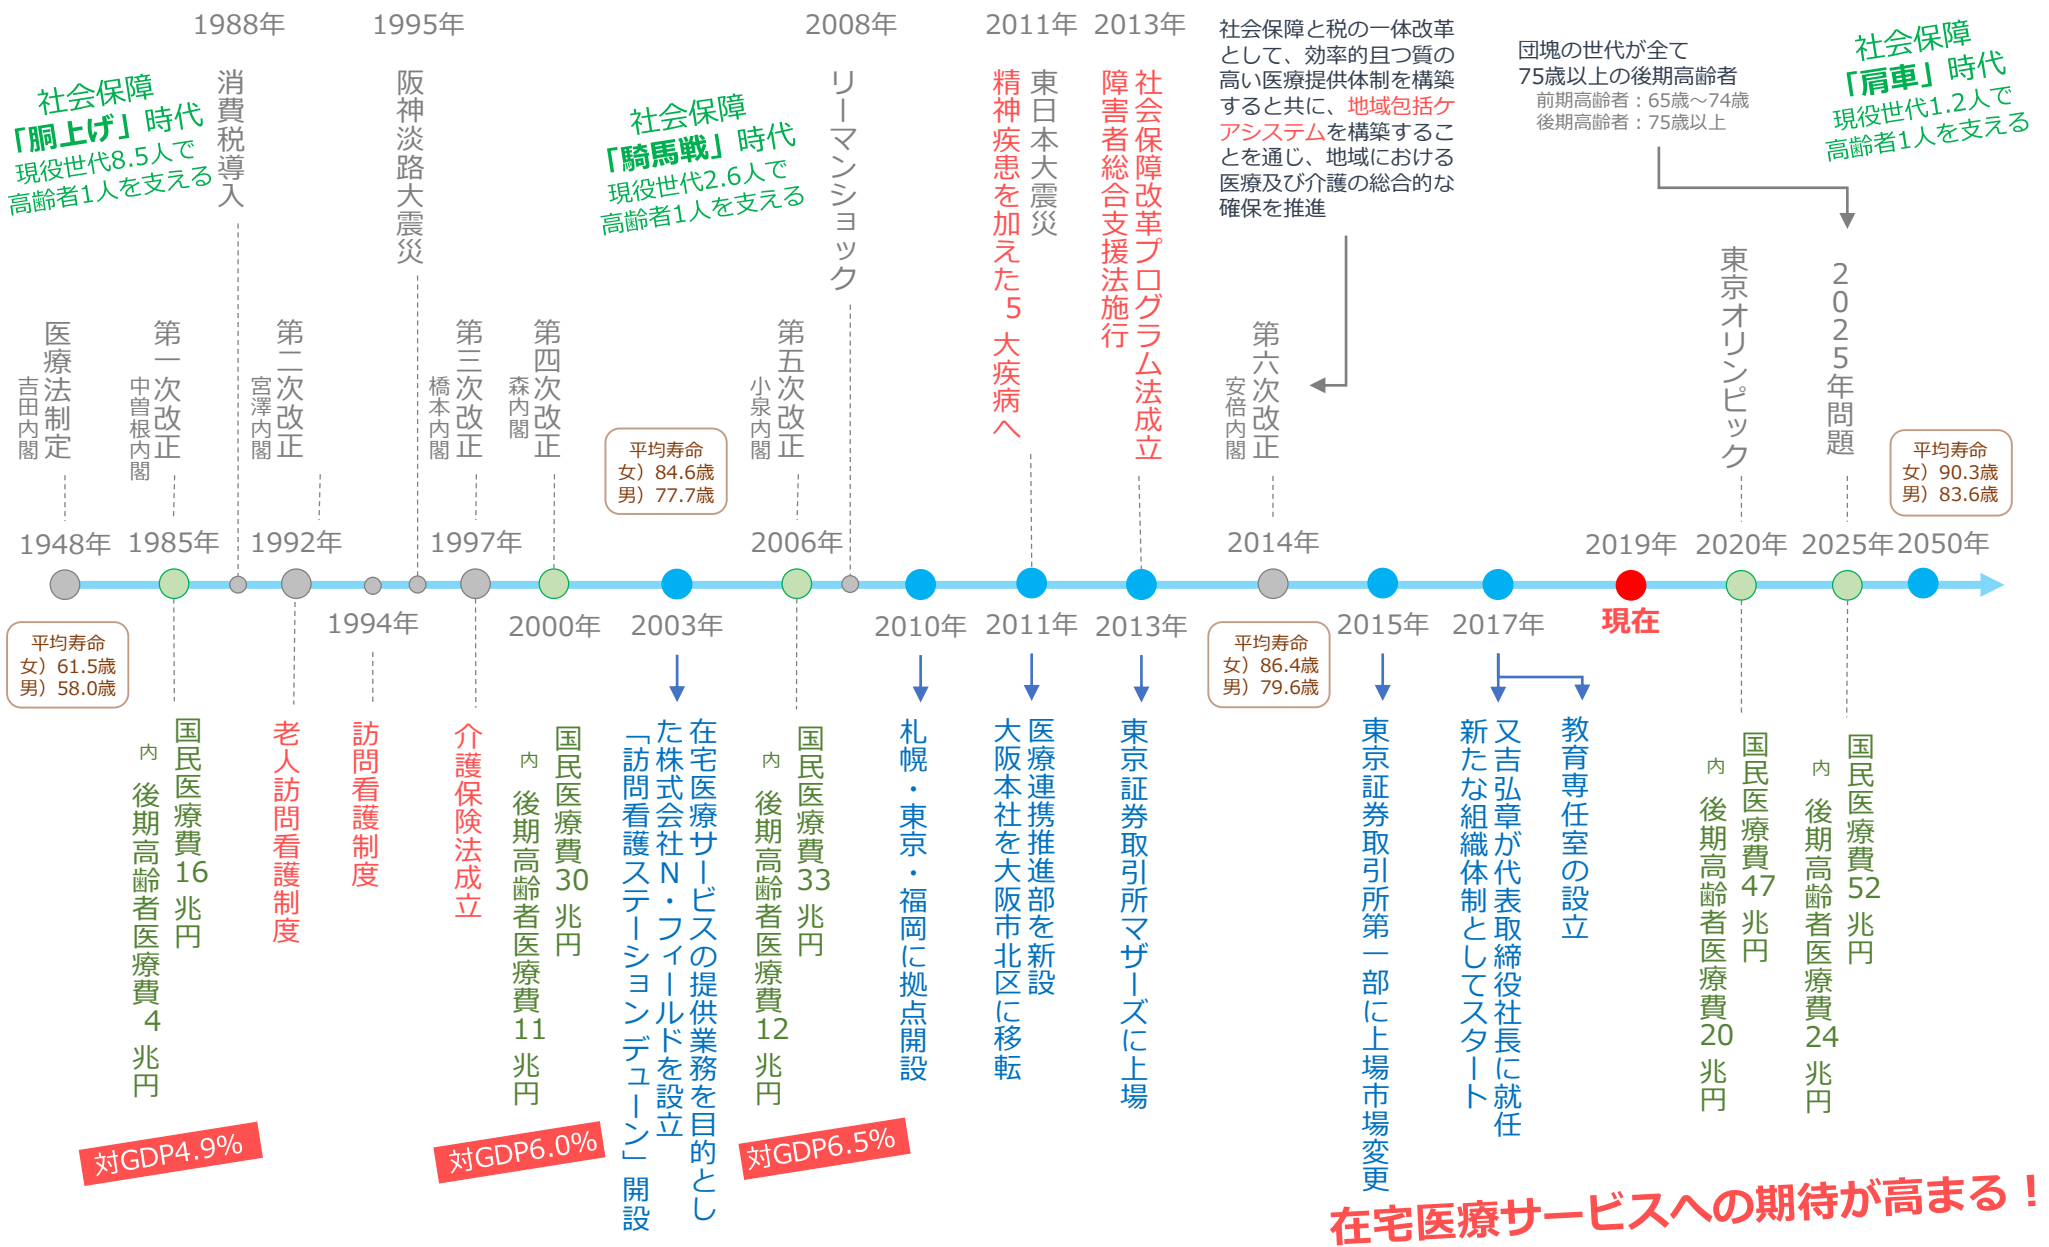 1988年
1995年
2008年
2011年
2013年
社会保障
「胴上げ」時代
現役世代8.5人で
高齢者1人を支える
消費税導入
阪神淡路大震災
社会保障
「騎馬戦」時代
現役世代2.6人で
高齢者1人を支える
リーマンショック
東日本大震災
精神疾患を加えた5大疾病へ
社会保障改革プログラム法成立
障害者総合支援法施行
社会保障と税の一体改革
として、効率的且つ質の
高い医療提供体制を構築
すると共に、地域包括ケ
アシステムを構築するこ
とを通じ、地域における
医療及び介護の総合的な
確保を推進
団塊の世代が全て
75歳以上の後期高齢者
前期高齢者：65歳～74歳
後期高齢者：75歳以上
社会保障
「肩車」時代
現役世代1.2人で
高齢者1人を支える
医療法制定
吉田内閣
第一次改正
中曽根内閣
第二次改正
宮澤内閣
第三次改正
橋本内閣
第四次改正
森内閣
平均寿命
女）84.6歳
男）77.7歳
第五次改正
小泉内閣
第六次改正
安倍内閣
東京オリンピック
2025年問題
平均寿命
女）90.3歳
男）83.6歳
1948年
1985年
1992年
1997年
2006年
2014年
2019年
2020年
2025年
2050年
現在
平均寿命
女）61.5歳
男）58.0歳
1994年
2000年
2003年
2010年
2011年
2013年
平均寿命
女）86.4歳
男）79.6歳
2015年
2017年
国民医療費16兆円
内 後期高齢者医療費4兆円
老人訪問看護制度
訪問看護制度
介護保険法成立
国民医療費30兆円
内 後期高齢者医療費11兆円
在宅医療サービスの提供業務を目的とし
た株式会社N・フィールドを設立
「訪問看護ステーション デューン」開設
国民医療費33兆円
内 後期高齢者医療費12兆円
札幌・東京・福岡に拠点開設
医療連携推進部を新設
大阪本社を大阪市北区に移転
東京証券取引所マザーズに上場
東京証券取引所第一部に上場市場変更
又吉弘章が代表取締役社長に就任
新たな組織体制としてスタート
教育専任室の設立
国民医療費47兆円
内 後期高齢者医療費20兆円
国民医療費52兆円
内 後期高齢者医療費24兆円
対GDP4.9%
対GDP6.0%
対GDP6.5%
在宅医療サービスへの期待が高まる！